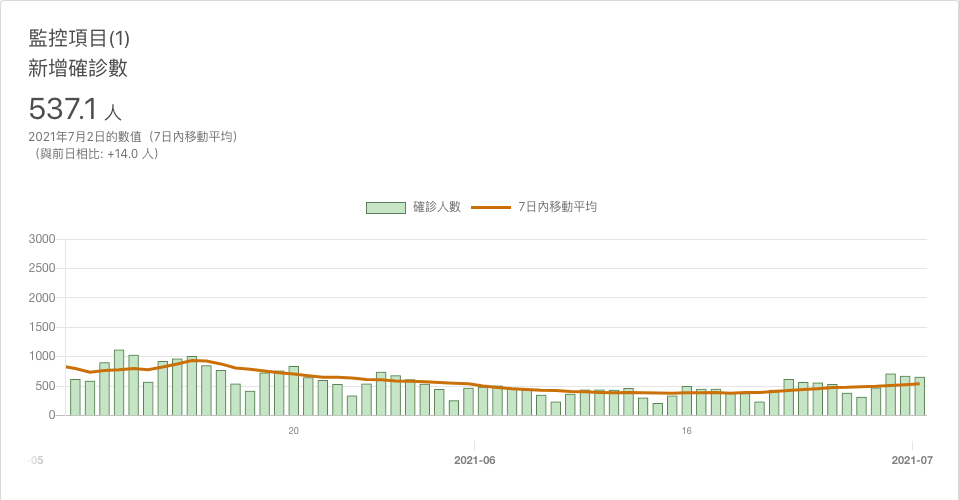 監控項目(1)
新增確診數
537.1 人
2021年7月2日的數值（7日內移動平均）
（與前日相比: +14.0 人）
確診人數 7日內移動平均
3000
2500
2000
1500
1000
500
0
20 16
-05 2021-06 2021-07